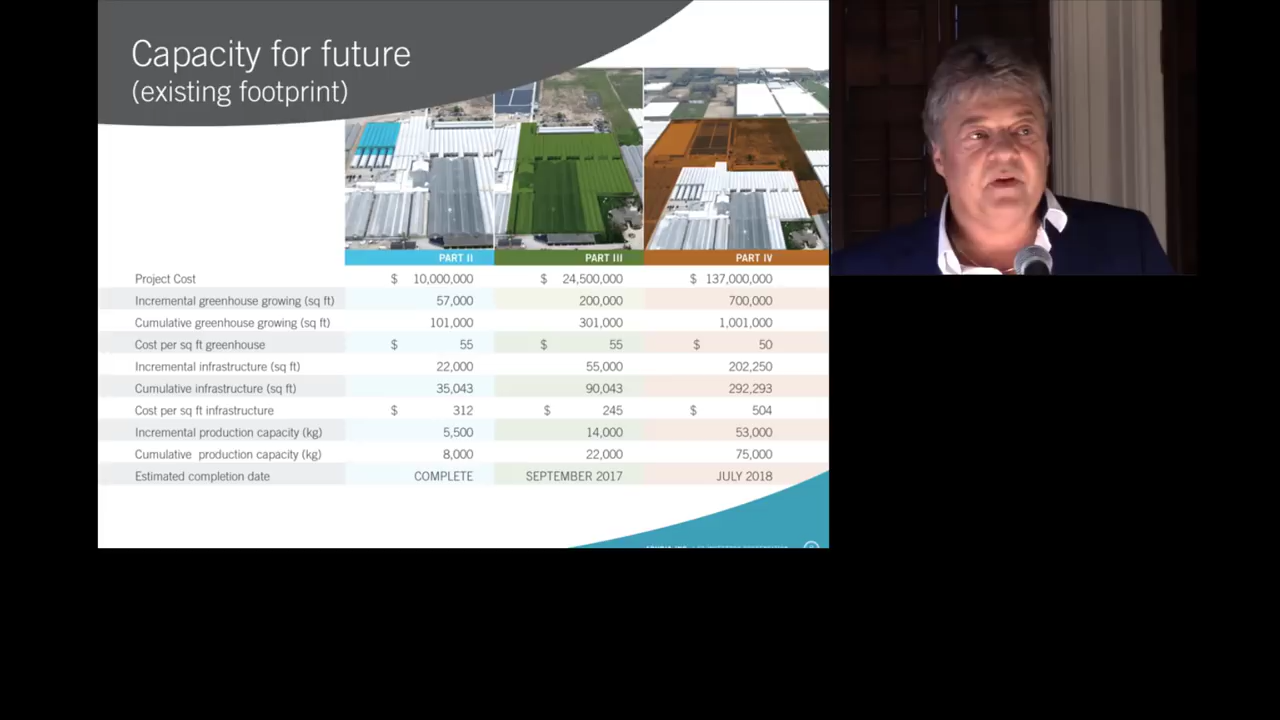 Capacity for future
(existing footprint)
PART II PART III PART IV
Project Cost $ 10,000,000 $ 24,500,000 $ 137,000,000
Incremental greenhouse growing (sq ft) 57,000 200,000 700,000
Cumulative greenhouse growing (sq ft) 101,000 301,000 1,001,000
Cost per sq ft greenhouse $ 55 $ 55 $ 50
Incremental infrastructure (sq ft) 22,000 55,000 202,250
Cumulative infrastructure (sq ft) 35,043 90,043 292,293
Cost per sq ft infrastructure $ 312 $ 245 $ 504
Incremental production capacity (kg) 5,500 14,000 53,000
Cumulative production capacity (kg) 8,000 22,000 75,000
Estimated completion date COMPLETE SEPTEMBER 2017 JULY 2018